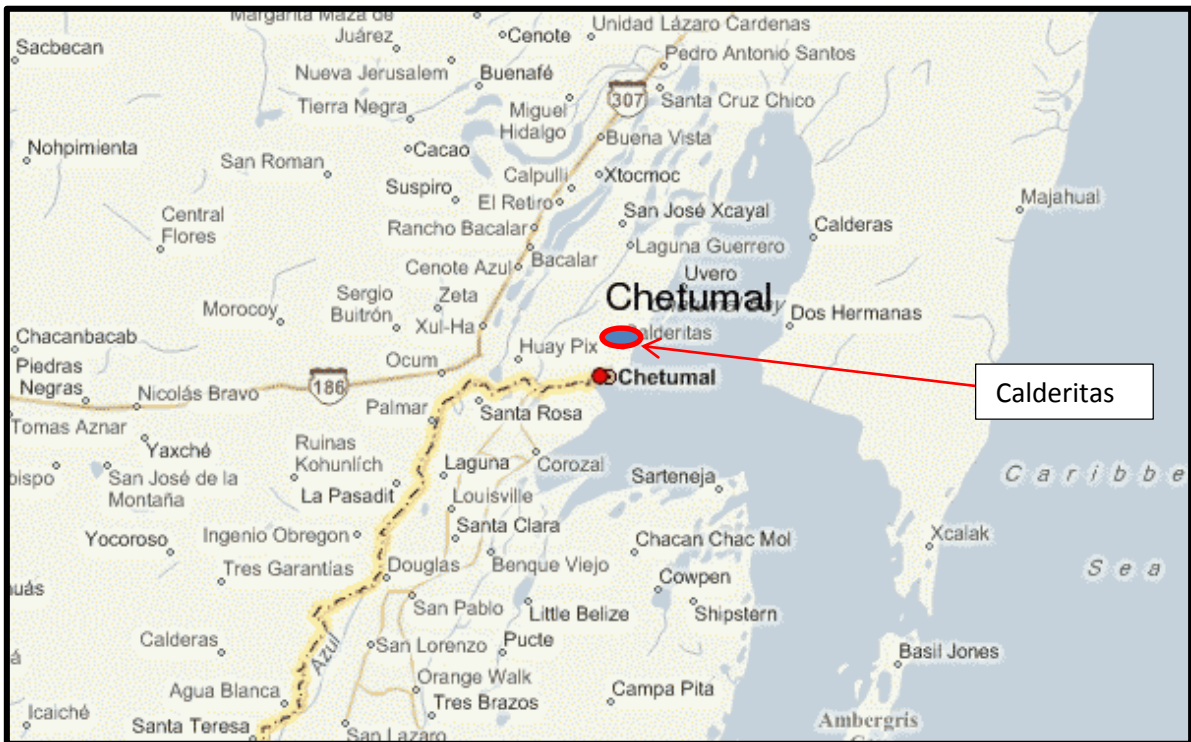 Margarita Maza de
Juárez
Cenote
Unidad Lázaro Cardenas
Sacbecan
Pedro Antonio Santos
Nueva Jerusalem
Buenafé
307
Santa Cruz Chico
Tierra Negra
Miguel
Hidalgo
Buena Vista
Nohpimienta
Cacao
San Roman
Calpulli
Xtocmoc
Suspiro
El Retiro
Majahual
Central
Flores
San José Xcayal
Calderas
Rancho Bacalar
Laguna Guerrero
Cenote Azul
Bacalar
Uvero
Chetumal
Morocoy
Sergio
Buitrón
Zeta
Xul-Ha
Dos Hermanas
Calderitas
Chacanbacab
Huay Pix
Piedras
Negras
Ocum
Chetumal
186
Nicolás Bravo
Calderitas
Palmar
Santa Rosa
Tomas Aznar
Yaxché
Ruinas
Kohunlích
Laguna
Corozal
Caribbe
bispo
San José de la
Montaña
La Pasadit
Sarteneja
Louisville
Yocoroso
Ingenio Obregon
Santa Clara
Chacan Chac Mol
Xcalak
Sea
Tres Garantías
Douglas
Benque Viejo
Cowpen
uás
San Pablo
Little Belize
Shipstern
Calderas
Azul
San Lorenzo
Pucte
Basil Jones
Agua Blanca
Orange Walk
Campa Pita
Icaiché
Tres Brazos
Santa Teresa
San Lazaro
Ambergris